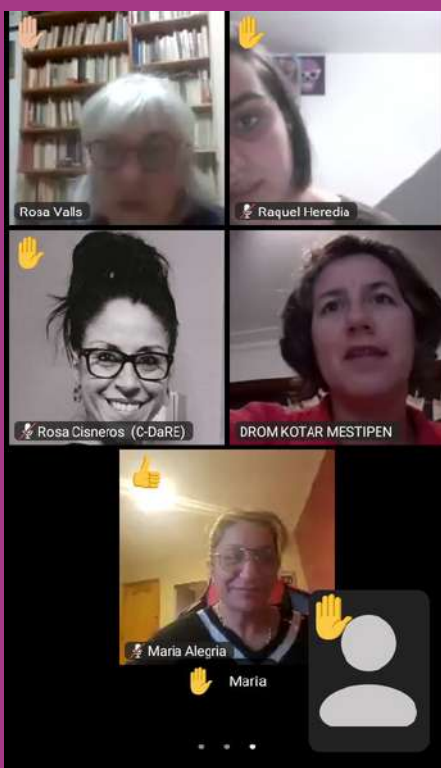 Rosa Valls
Raquel Heredia
Rosa Cisneros (C-DaRE)
DROM KOTAR MESTIPEN
Maria Alegria
Maria